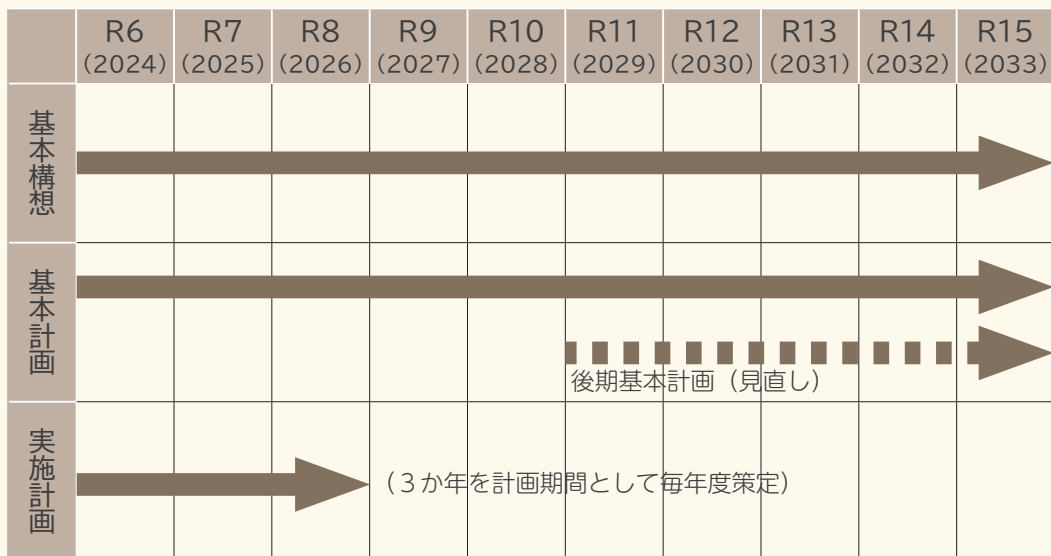 R6 R7 R8 R9 R10 R11 R12 R13 R14 R15
(2024) (2025) (2026) (2027) (2028) (2029) (2030) (2031) (2032) (2033)
基本構想
基本計画
後期基本計画（見直し）
実施計画
（３か年を計画期間として毎年度策定）